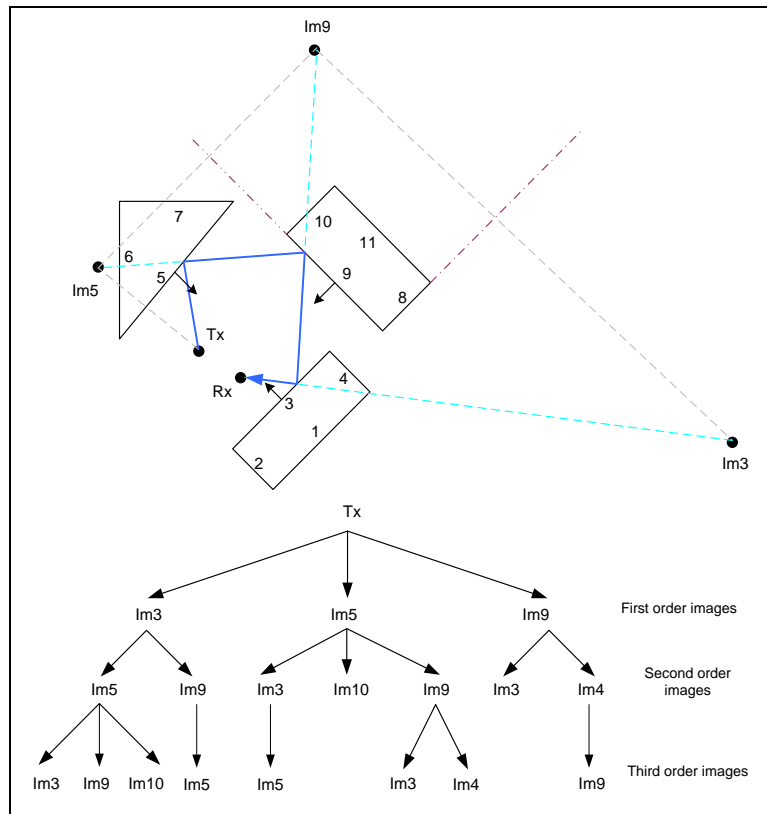 Im9
7
10
11
6
5
9
8
Im5
Tx
Rx
4
3
1
2
Im3
Tx
Im3 Im5 Im9 First order images
Im5 Im9 Im3 Im10 Im9 Im3 Im4 Second order
images
Im3 Im9 Im10 Im5 Im5 Im3 Im4 Im9 Third order images